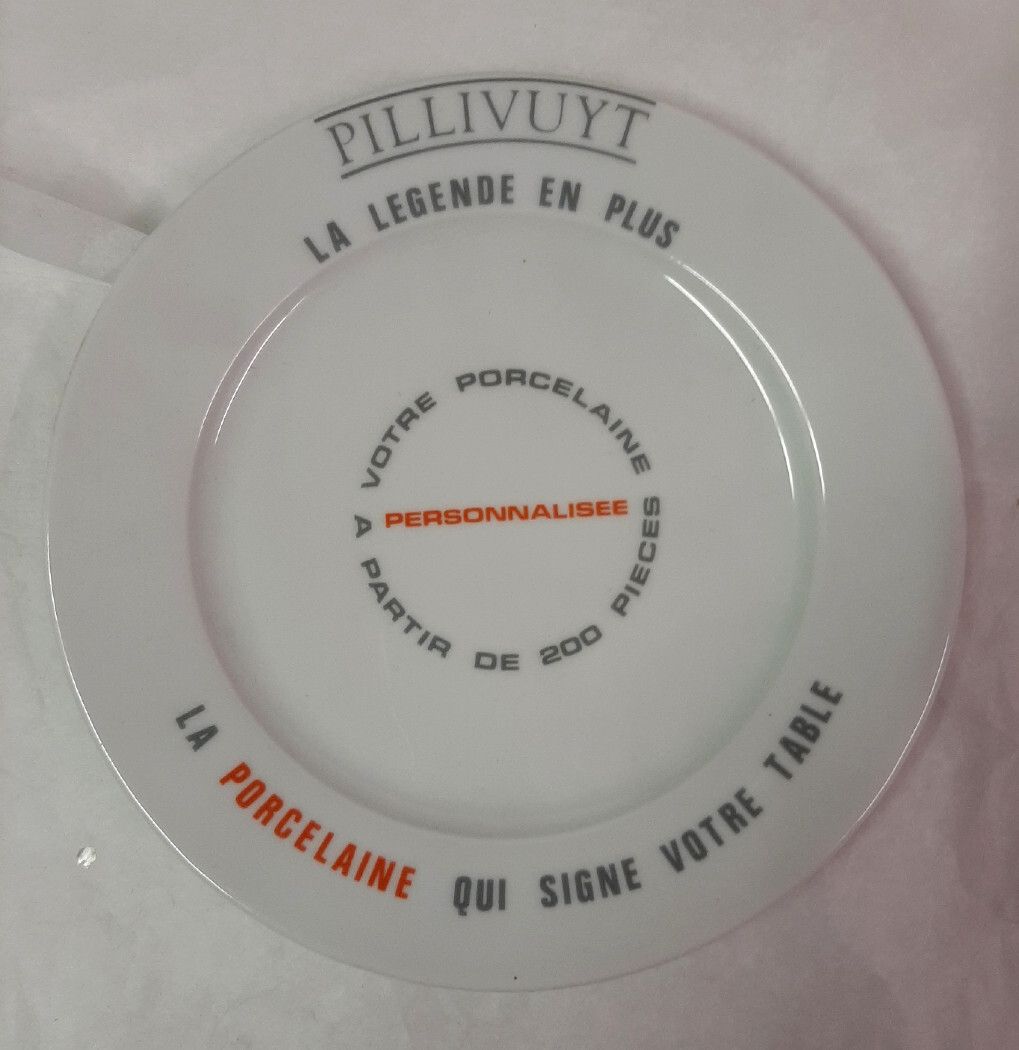 PILLIVUYT
LA LEGENDE EN PLUS
VOTRE PORCELAINE
PERSONNALISEE
A PARTIR DE 200 PIECES
LA PORCELAINE QUI SIGNE VOTRE TABLE